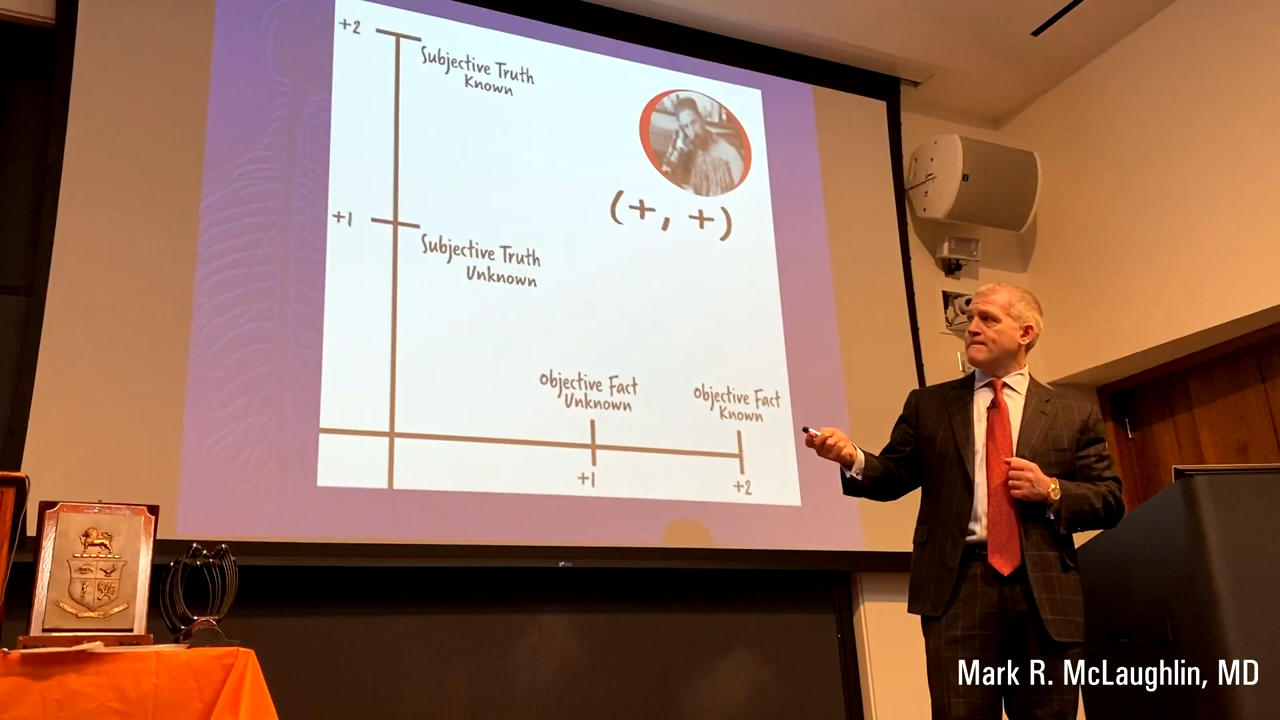 +2
Subjective Truth
Known
(+, +)
+1
Subjective Truth
Unknown
Objective Fact
Unknown
Objective Fact
Known
+1
+2
Mark R. McLaughlin, MD